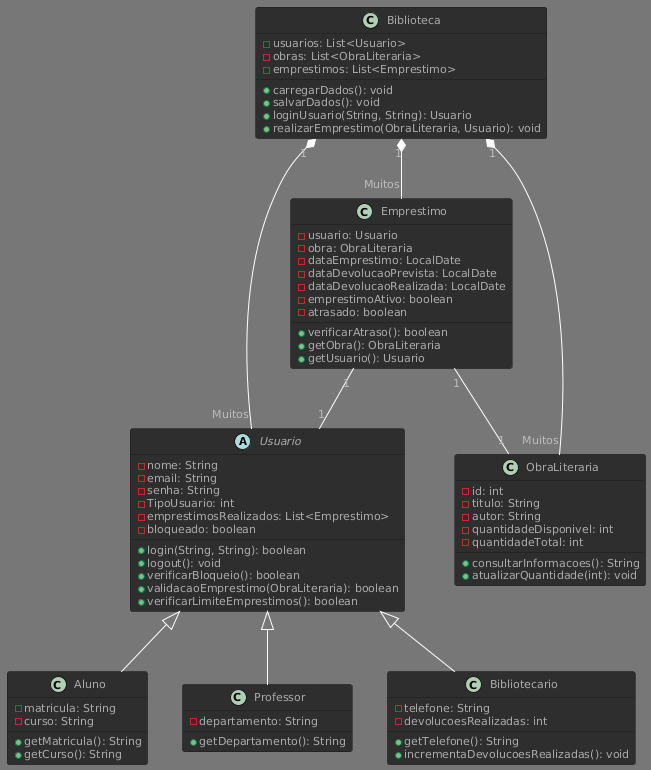 C Biblioteca
usuarios: List<Usuario>
obras: List<ObraLiteraria>
emprestimos: List<Emprestimo>
carregarDados(): void
salvarDados(): void
loginUsuario(String, String): Usuario
realizarEmprestimo(ObraLiteraria, Usuario): void
1 1 1
Muitos
C Emprestimo
usuario: Usuario
obra: ObraLiteraria
dataEmprestimo: LocalDate
dataDevolucaoPrevista: LocalDate
dataDevolucaoRealizada: LocalDate
emprestimoAtivo: boolean
atrasado: boolean
verificarAtraso(): boolean
getObra(): ObraLiteraria
getUsuario(): Usuario
1 1
Muitos 1
1 Muitos
A Usuario
nome: String
email: String
senha: String
TipoUsuario: int
emprestimosRealizados: List<Emprestimo>
bloqueado: boolean
login(String, String): boolean
logout(): void
verificarBloqueio(): boolean
validacaoEmprestimo(ObraLiteraria): boolean
verificarLimiteEmprestimos(): boolean
C ObraLiteraria
id: int
titulo: String
autor: String
quantidadeDisponivel: int
quantidadeTotal: int
consultarInformacoes(): String
atualizarQuantidade(int): void
C Aluno
matricula: String
curso: String
getMatricula(): String
getCurso(): String
C Professor
departamento: String
getDepartamento(): String
C Bibliotecario
telefone: String
devolucoesRealizadas: int
getTelefone(): String
incrementaDevolucoesRealizadas(): void